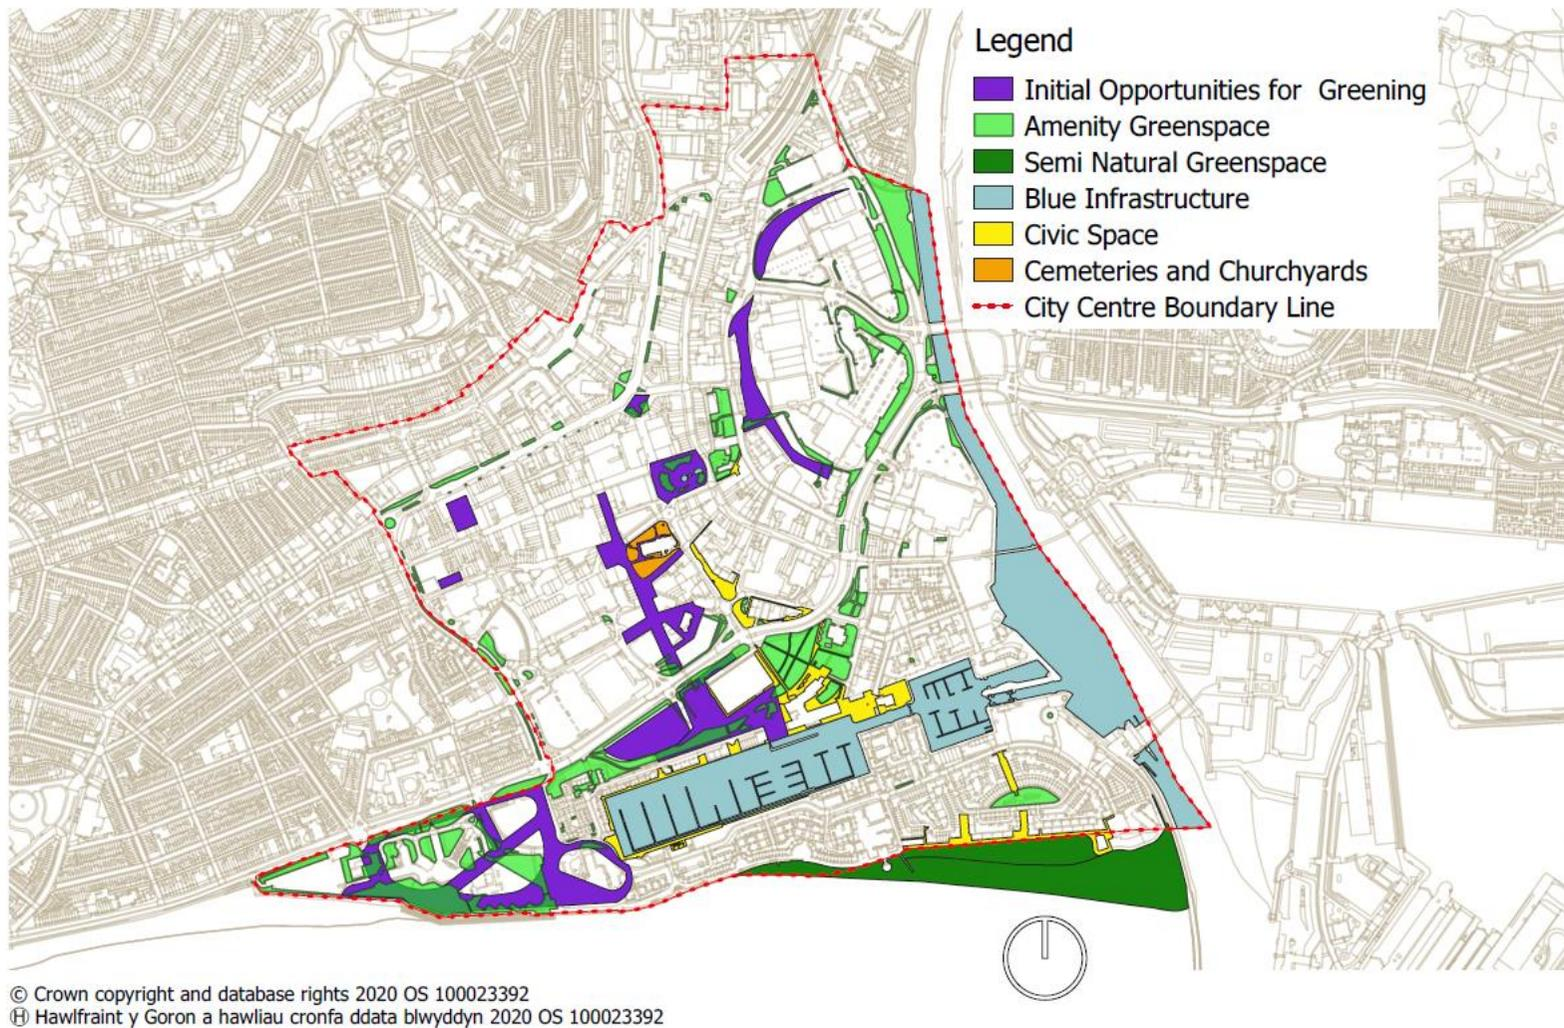 Legend
Initial Opportunities for Greening
Amenity Greenspace
Semi Natural Greenspace
Blue Infrastructure
Civic Space
Cemeteries and Churchyards
City Centre Boundary Line
© Crown copyright and database rights 2020 OS 100023392
Ⓗ Hawlfraint y Goron a hawliau cronfa ddata blwyddyn 2020 OS 100023392